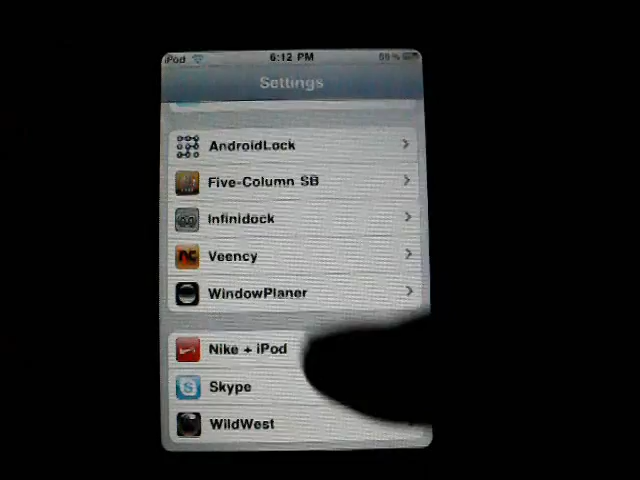 iPod 6:12 PM
Settings
AndroidLock
Five-Column SB
Infinidock
Veency
WindowPlaner
Nike + iPod
Skype
WildWest